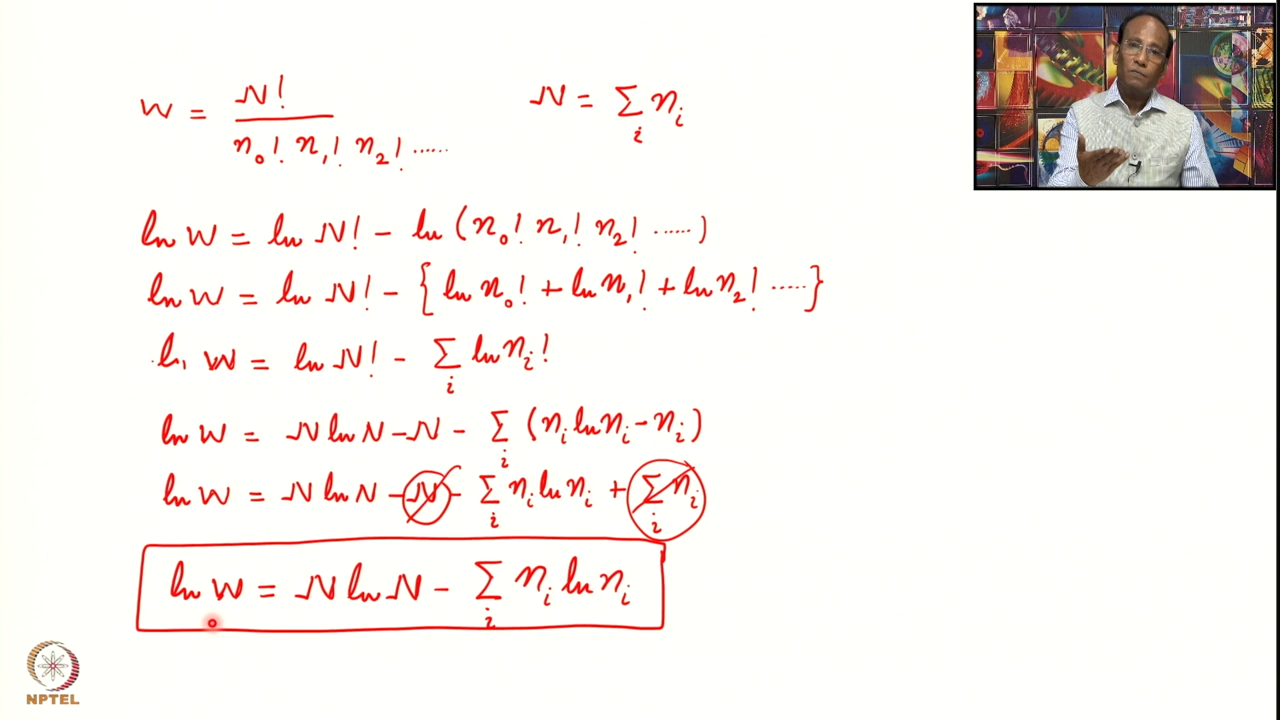 W = N! / n₀! n₁! n₂! ...... N = Σᵢ nᵢ
ln W = ln N! - ln (n₀! n₁! n₂! ......)
ln W = ln N! - { ln n₀! + ln n₁! + ln n₂! ..... }
ln W = ln N! - Σᵢ ln nᵢ!
ln W = N ln N - N - Σᵢ (nᵢ ln nᵢ - nᵢ)
ln W = N ln N - N - Σᵢ nᵢ ln nᵢ + Σᵢ nᵢ
ln W = N ln N - Σᵢ nᵢ ln nᵢ
NPTEL